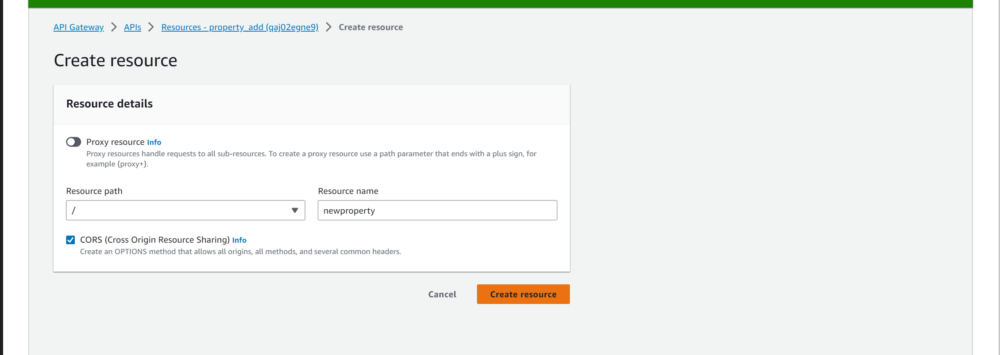 API Gateway > APIs > Resources - property_add (qaj02egne9) > Create resource
Create resource
Resource details
Proxy resource Info
Proxy resources handle requests to all sub-resources. To create a proxy resource use a path parameter that ends with a plus sign, for
example {proxy+}.
Resource path
Resource name
/
newproperty
CORS (Cross Origin Resource Sharing) Info
Create an OPTIONS method that allows all origins, all methods, and several common headers.
Cancel
Create resource